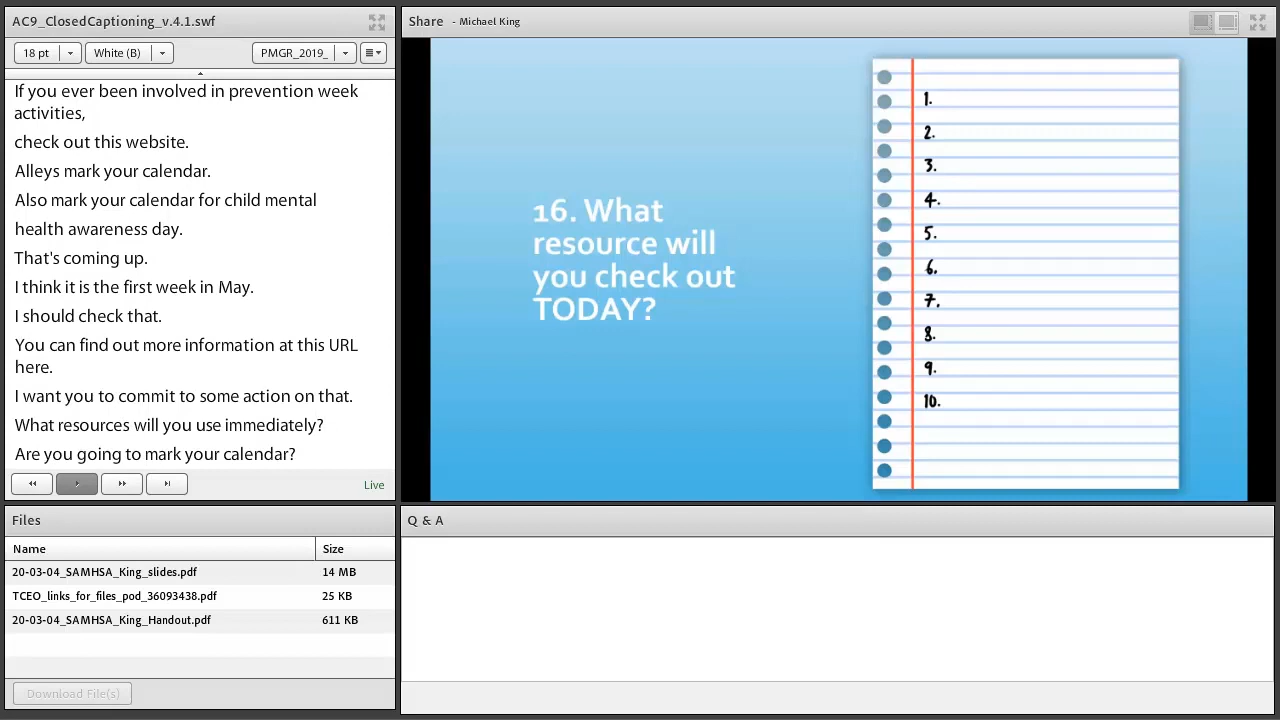 AC9_ClosedCaptioning_v.4.1.swf
18 pt
White (B)
PMGR_2019_
If you ever been involved in prevention week
activities,
check out this website.
Alleys mark your calendar.
Also mark your calendar for child mental
health awareness day.
That's coming up.
I think it is the first week in May.
I should check that.
You can find out more information at this URL
here.
I want you to commit to some action on that.
What resources will you use immediately?
Are you going to mark your calendar?
Live
Share - Michael King
16. What
resource will
you check out
TODAY?
1.
2.
3.
4.
5.
6.
7.
8.
9.
10.
Files
Name Size
20-03-04_SAMHSA_King_slides.pdf 14 MB
TCEO_links_for_files_pod_36093438.pdf 25 KB
20-03-04_SAMHSA_King_Handout.pdf 611 KB
Download File(s)
Q & A